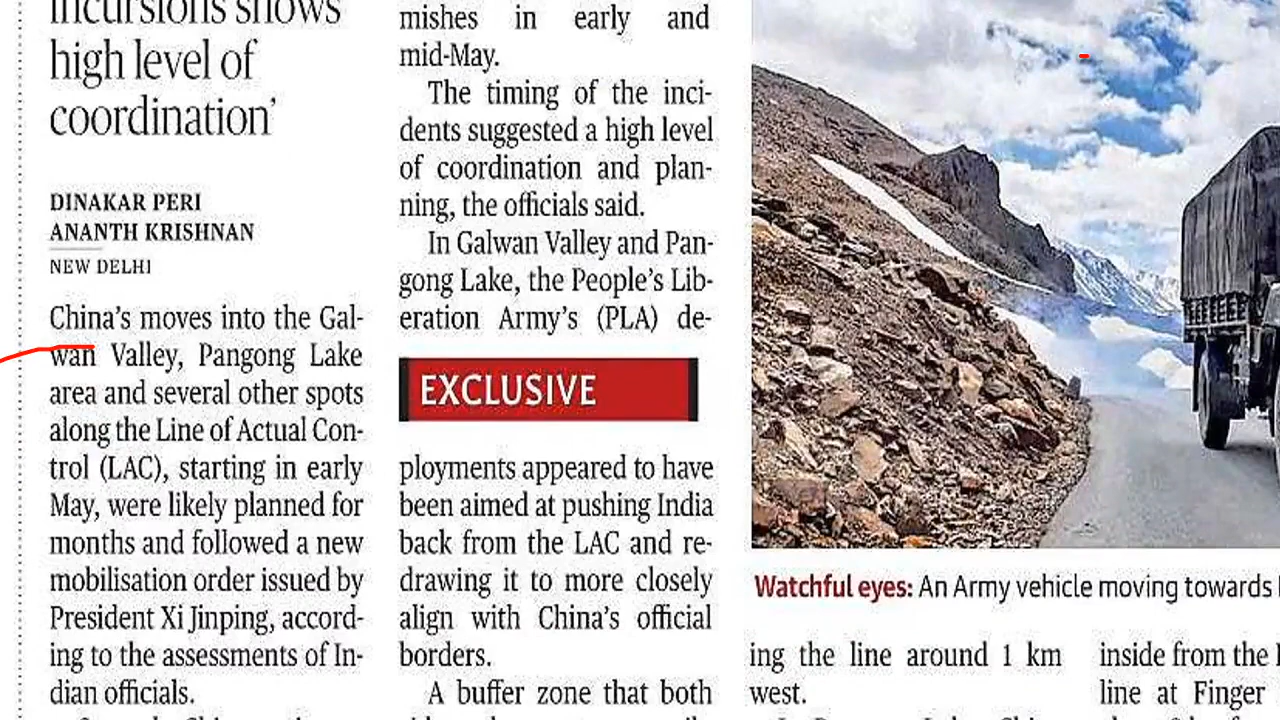 incursions shows
high level of
coordination’
DINAKAR PERI
ANANTH KRISHNAN
NEW DELHI
China’s moves into the Gal-
wan Valley, Pangong Lake
area and several other spots
along the Line of Actual Con-
trol (LAC), starting in early
May, were likely planned for
months and followed a new
mobilisation order issued by
President Xi Jinping, accord-
ing to the assessments of In-
dian officials.
mishes in early and
mid-May.
The timing of the inci-
dents suggested a high level
of coordination and plan-
ning, the officials said.
In Galwan Valley and Pan-
gong Lake, the People’s Lib-
eration Army’s (PLA) de-
EXCLUSIVE
ployments appeared to have
been aimed at pushing India
back from the LAC and re-
drawing it to more closely
align with China’s official
borders.
A buffer zone that both
Watchful eyes: An Army vehicle moving towards
ing the line around 1 km
west.
inside from the
line at Finger